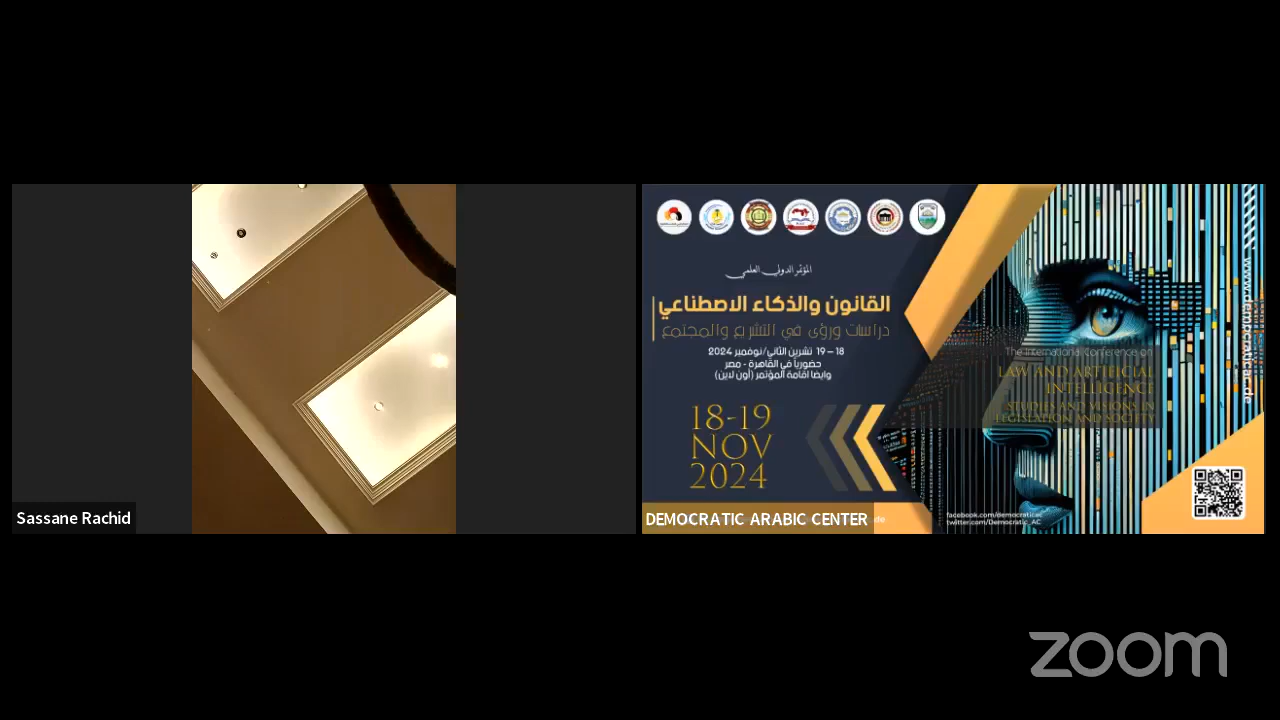 Sassane Rachid
المؤتمر الدولي العلمي
القانون والذكاء الاصطناعي
دراسات ورؤى في التشريع والمجتمع
18 – 19 تشرين الثاني/نوفمبر 2024
حضوريا في القاهرة - مصر
وايضا اقامة المؤتمر (أون لاين)
18-19
NOV
2024
The International Conference on
LAW AND ARTIFICIAL
INTELLIGENCE
STUDIES AND VISIONS IN
LEGISLATION AND SOCIETY
www.democraticac.de
facebook.com/democraticac
twitter.com/Democratic_AC
DEMOCRATIC ARABIC CENTER
zoom